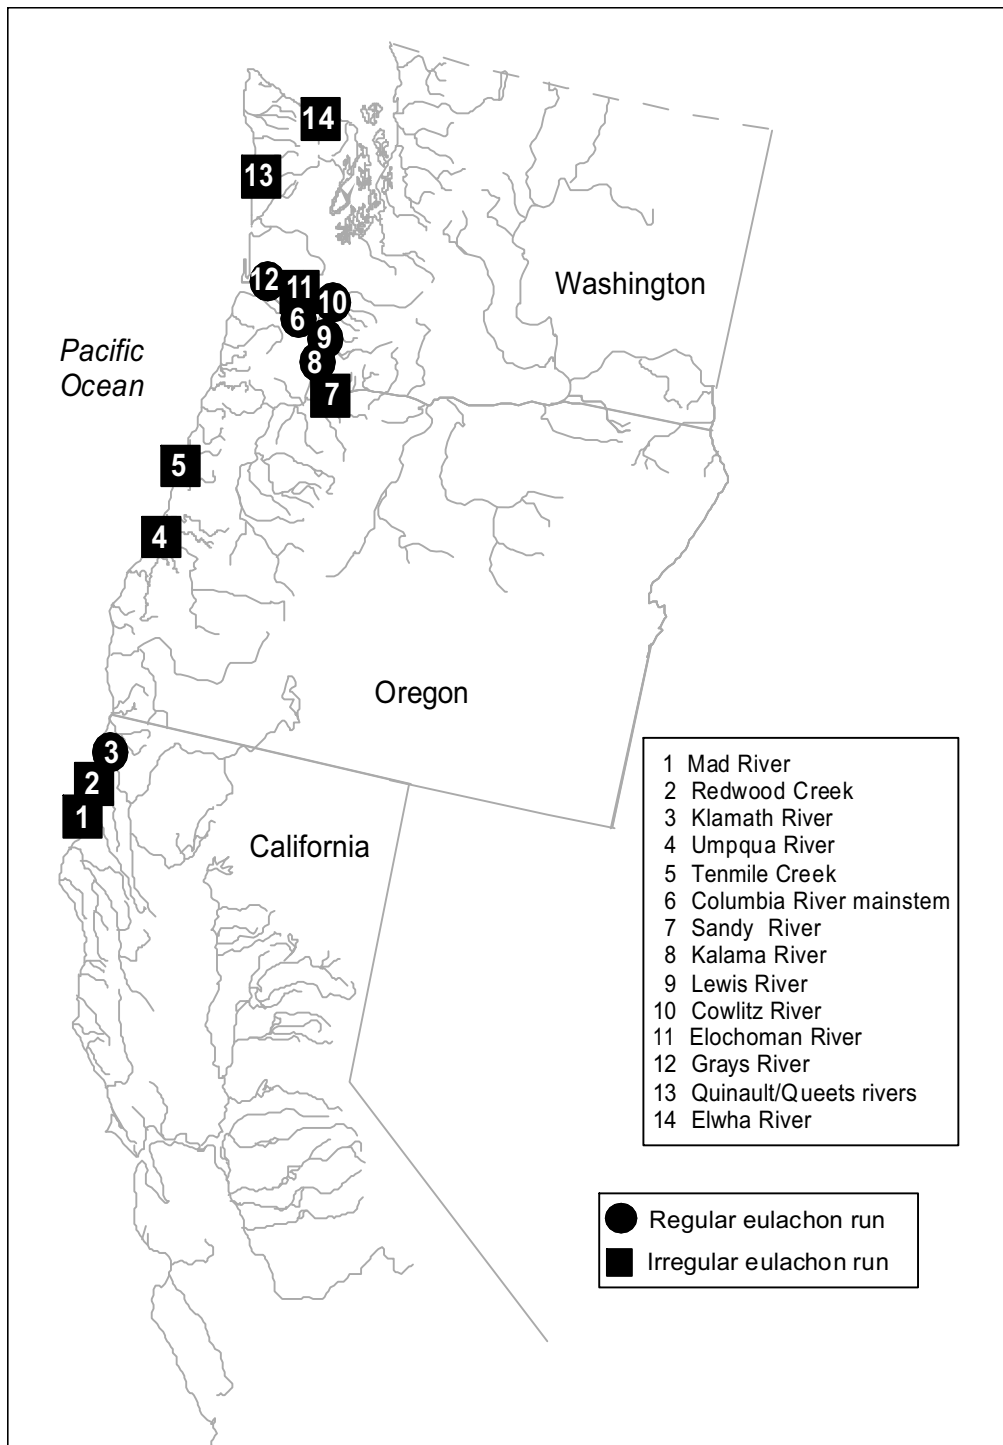 14
13
Washington
12
11
10
6
9
8
7
Pacific
Ocean
5
4
Oregon
3
2
1
California
1 Mad River
2 Redwood Creek
3 Klamath River
4 Umpqua River
5 Tenmile Creek
6 Columbia River mainstem
7 Sandy River
8 Kalama River
9 Lewis River
10 Cowlitz River
11 Elochoman River
12 Grays River
13 Quinault/Queets rivers
14 Elwha River
Regular eulachon run
Irregular eulachon run